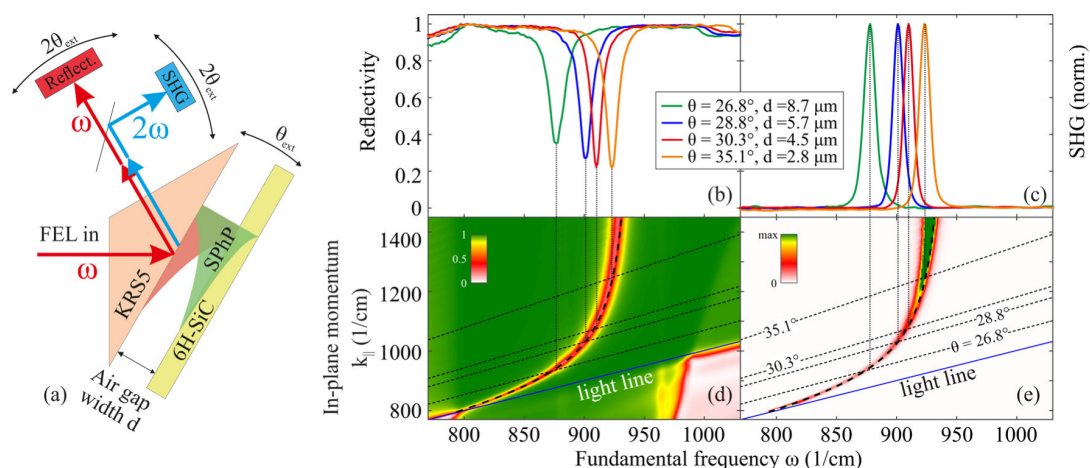 2θext
Reflect.
SHG
2θext
ω
2ω
θext
FEL in
ω
KRS5
SPhP
6H-SiC
Air gap
width d
(a)
Reflectivity
1
0.8
0.6
0.4
0.2
0
(b)
θ = 26.8°, d=8.7 μm
θ = 28.8°, d=5.7 μm
θ = 30.3°, d=4.5 μm
θ = 35.1°, d=2.8 μm
(c)
SHG (norm.)
In-plane momentum
k|| (1/cm)
1400
1200
1000
800
1
0.5
0
light line
(d)
max
0
35.1°
30.3°
28.8°
θ = 26.8°
light line
(e)
800 850 900 950 1000
800 850 900 950 1000
Fundamental frequency ω (1/cm)